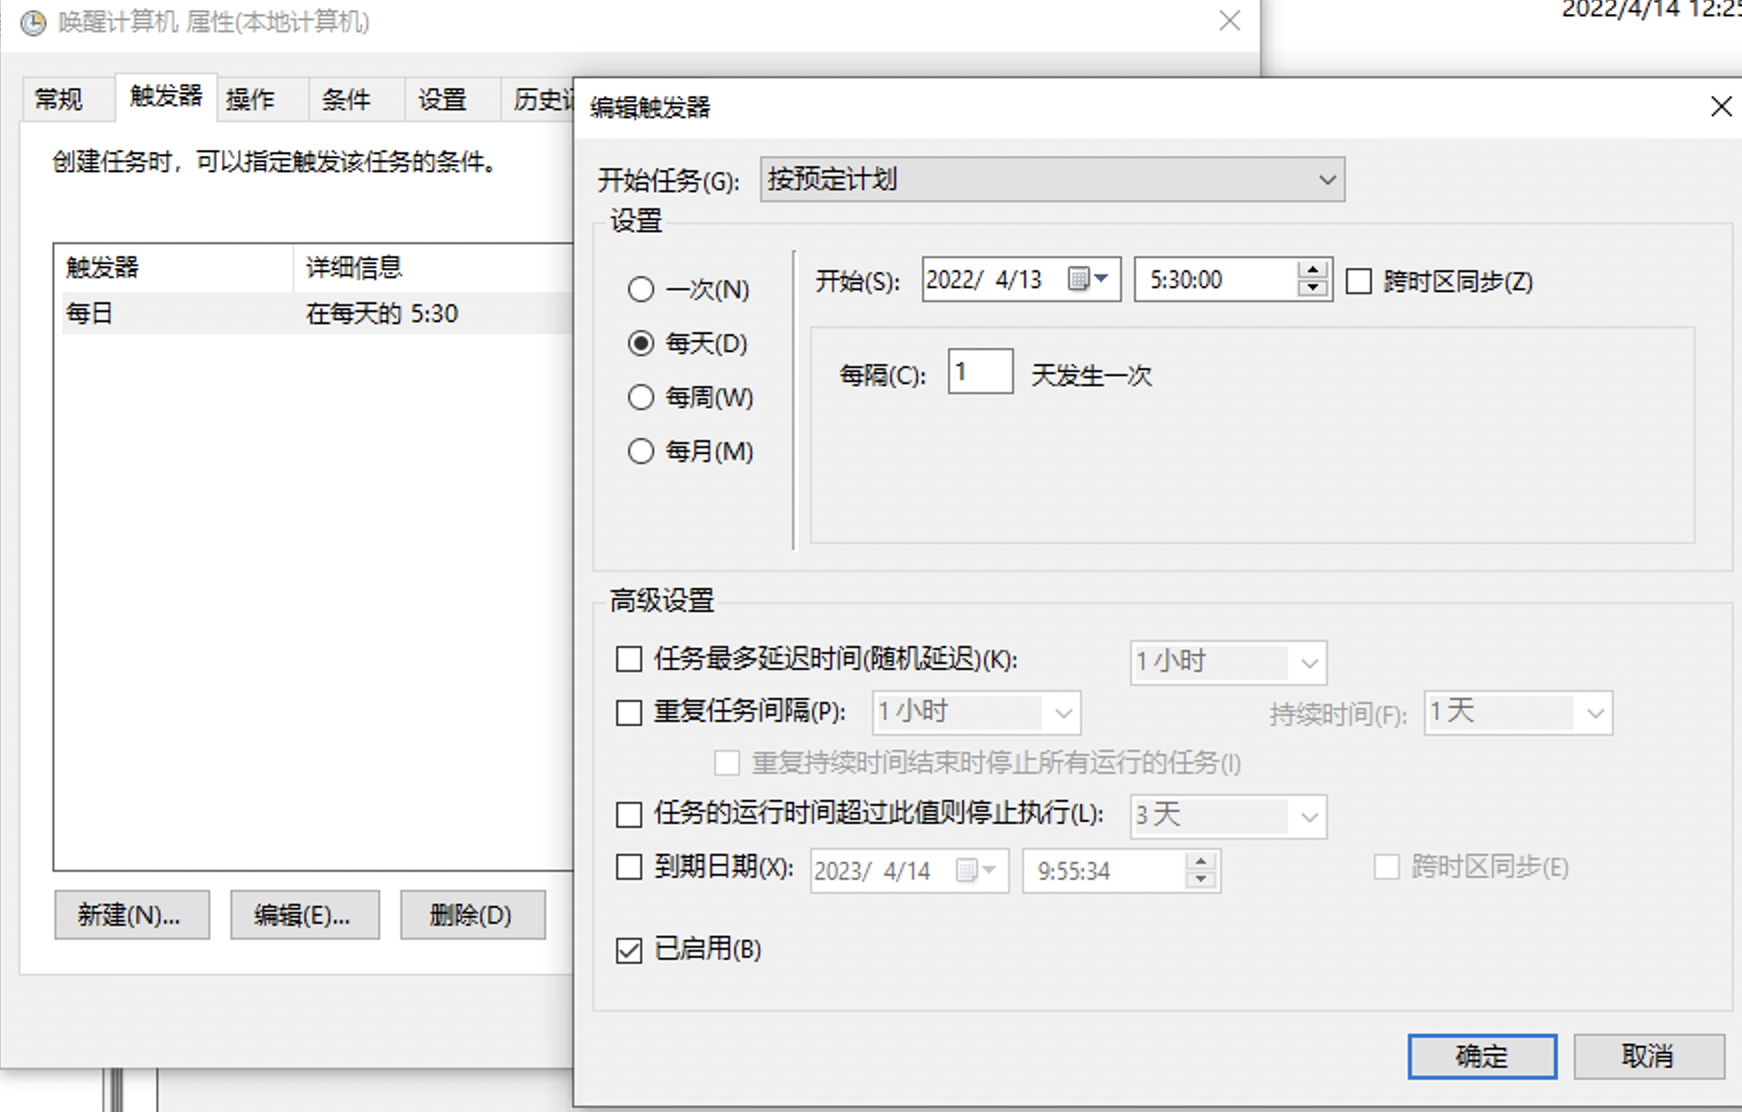 唤醒计算机 属性(本地计算机)
2022/4/14 12:25
常规 触发器 操作 条件 设置 历史记
创建任务时，可以指定触发该任务的条件。
触发器 详细信息
每日 在每天的 5:30
新建(N)... 编辑(E)... 删除(D)
编辑触发器
开始任务(G): 按预定计划
设置
一次(N)
每天(D)
每周(W)
每月(M)
开始(S): 2022/ 4/13 5:30:00 跨时区同步(Z)
每隔(C): 1 天发生一次
高级设置
任务最多延迟时间(随机延迟)(K): 1 小时
重复任务间隔(P): 1 小时 持续时间(F): 1 天
重复持续时间结束时停止所有运行的任务(I)
任务的运行时间超过此值则停止执行(L): 3 天
到期日期(X): 2023/ 4/14 9:55:34 跨时区同步(E)
已启用(B)
确定 取消